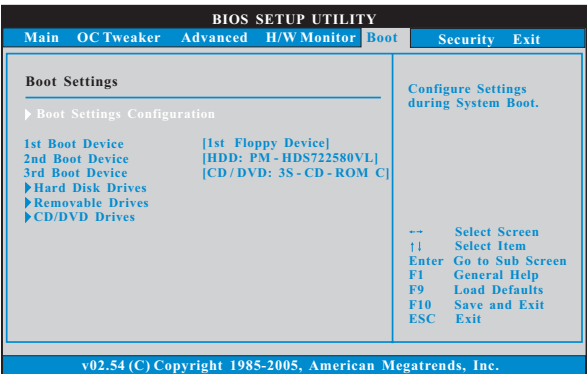 BIOS SETUP UTILITY
Main OC Tweaker Advanced H/W Monitor Boot Security Exit
Boot Settings
Boot Settings Configuration
1st Boot Device [1st Floppy Device]
2nd Boot Device [HDD: PM - HDS722580VL]
3rd Boot Device [CD / DVD: 3S - CD - ROM C]
Hard Disk Drives
Removable Drives
CD/DVD Drives
Configure Settings
during System Boot.
←→ Select Screen
↑↓ Select Item
Enter Go to Sub Screen
F1 General Help
F9 Load Defaults
F10 Save and Exit
ESC Exit
v02.54 (C) Copyright 1985-2005, American Megatrends, Inc.